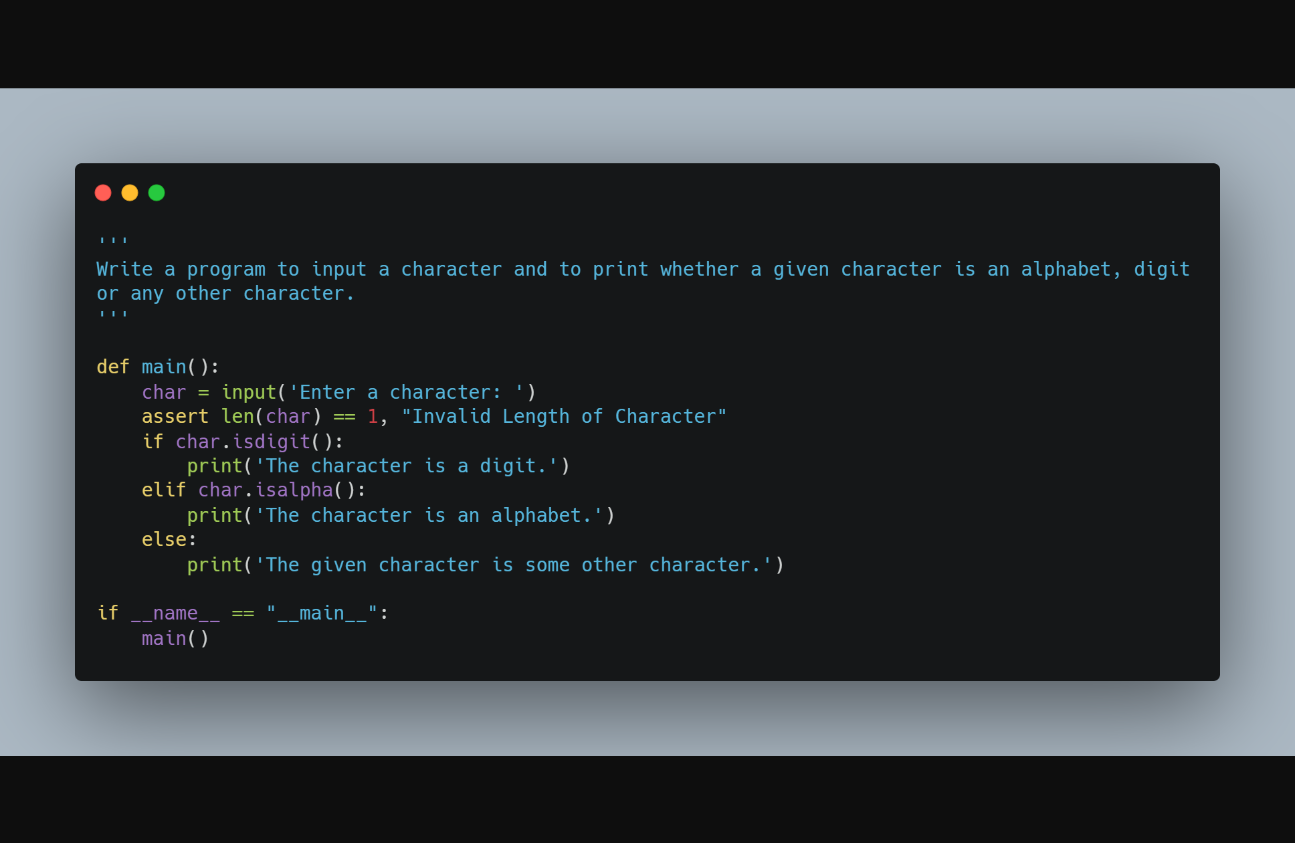 '''
Write a program to input a character and to print whether a given character is an alphabet, digit
or any other character.
'''

def main():
    char = input('Enter a character: ')
    assert len(char) == 1, "Invalid Length of Character"
    if char.isdigit():
        print('The character is a digit.')
    elif char.isalpha():
        print('The character is an alphabet.')
    else:
        print('The given character is some other character.')

if __name__ == "__main__":
    main()